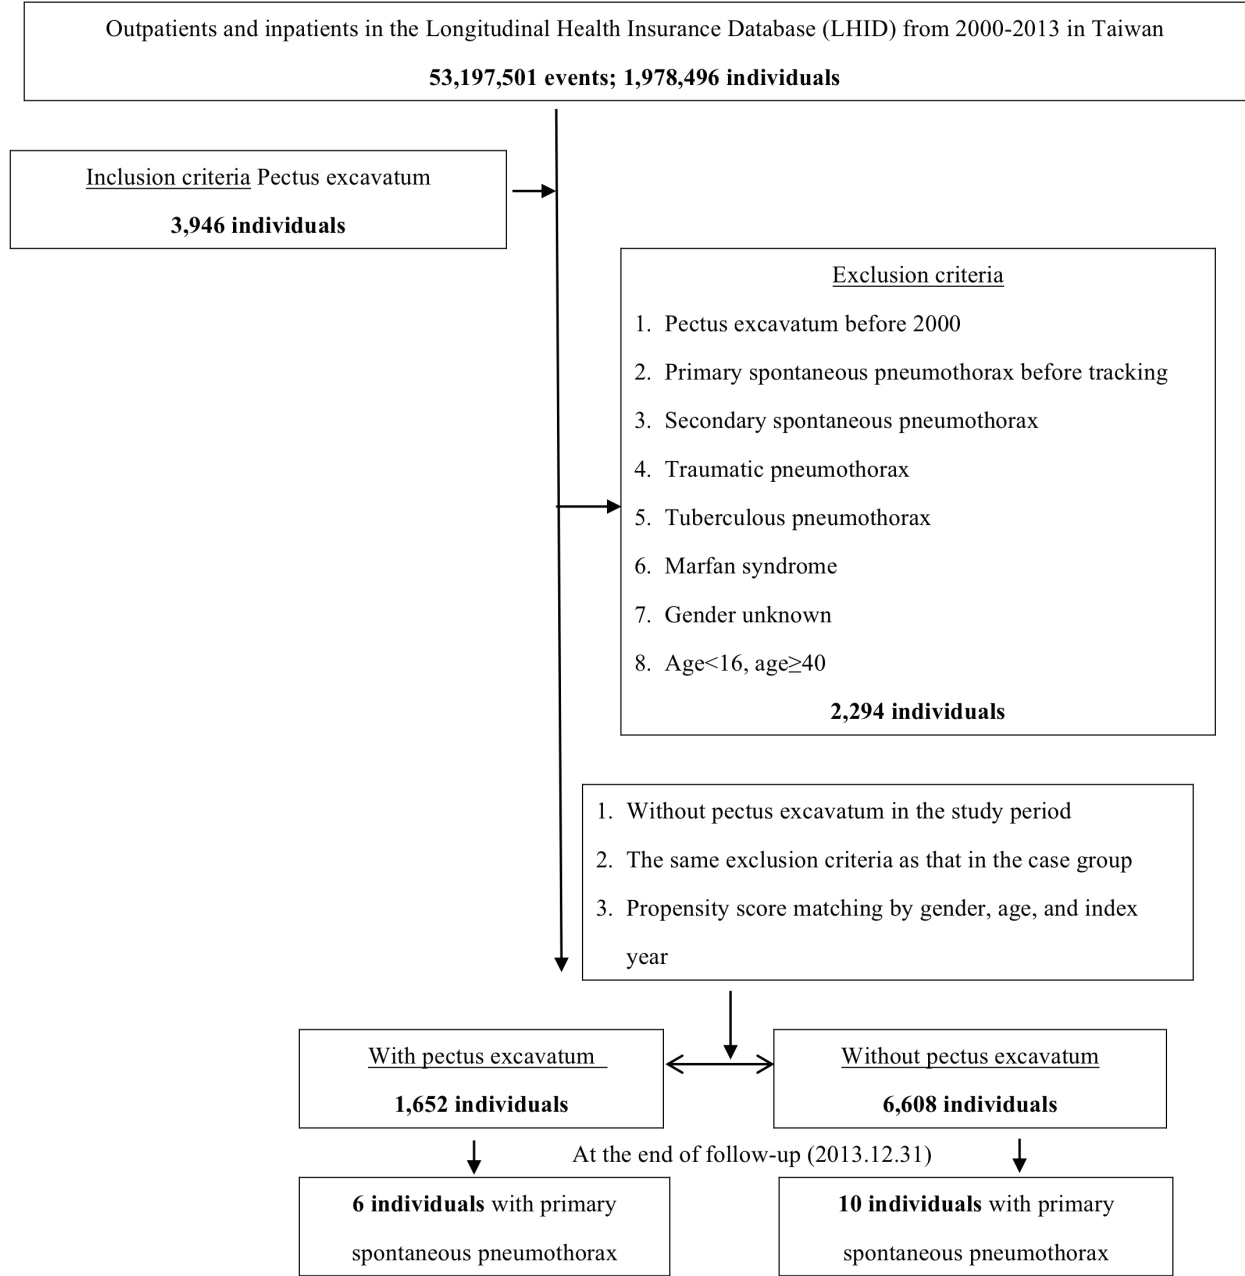 Outpatients and inpatients in the Longitudinal Health Insurance Database (LHID) from 2000-2013 in Taiwan
53,197,501 events; 1,978,496 individuals
Inclusion criteria Pectus excavatum
3,946 individuals
Exclusion criteria
1. Pectus excavatum before 2000
2. Primary spontaneous pneumothorax before tracking
3. Secondary spontaneous pneumothorax
4. Traumatic pneumothorax
5. Tuberculous pneumothorax
6. Marfan syndrome
7. Gender unknown
8. Age<16, age≥40
2,294 individuals
1. Without pectus excavatum in the study period
2. The same exclusion criteria as that in the case group
3. Propensity score matching by gender, age, and index
year
With pectus excavatum
1,652 individuals
Without pectus excavatum
6,608 individuals
At the end of follow-up (2013.12.31)
6 individuals with primary
spontaneous pneumothorax
10 individuals with primary
spontaneous pneumothorax